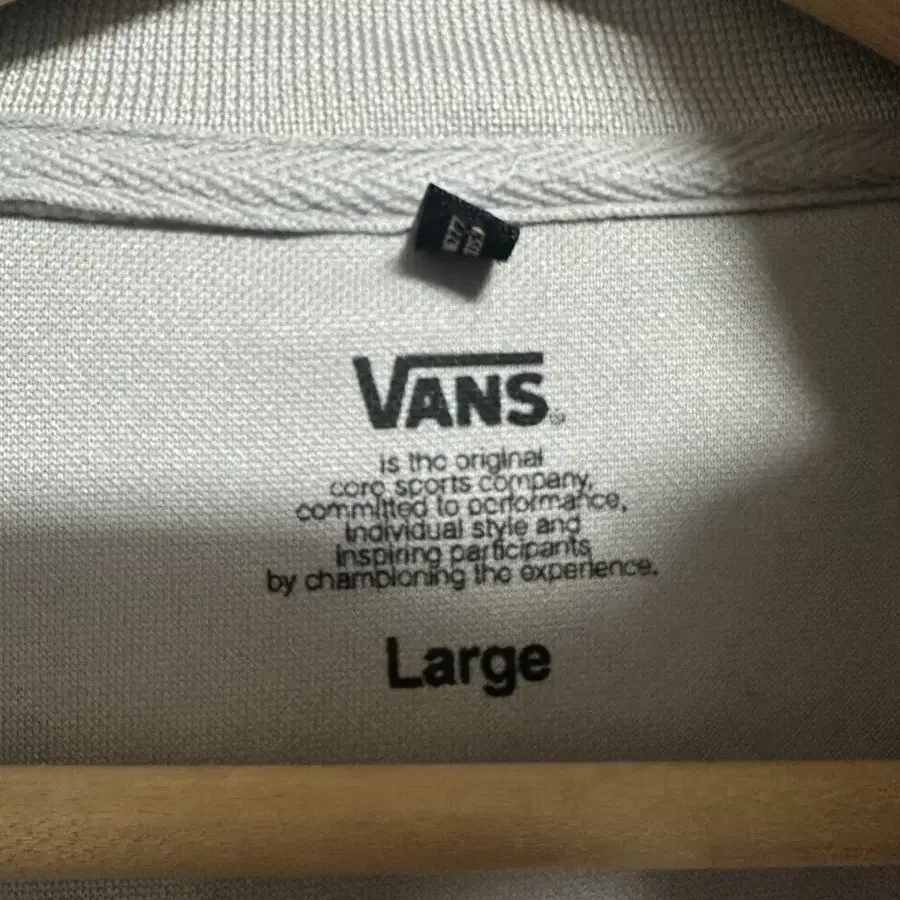 VANS
is the original
core sports company,
committed to performance,
individual style and
inspiring participants
by championing the experience.
Large